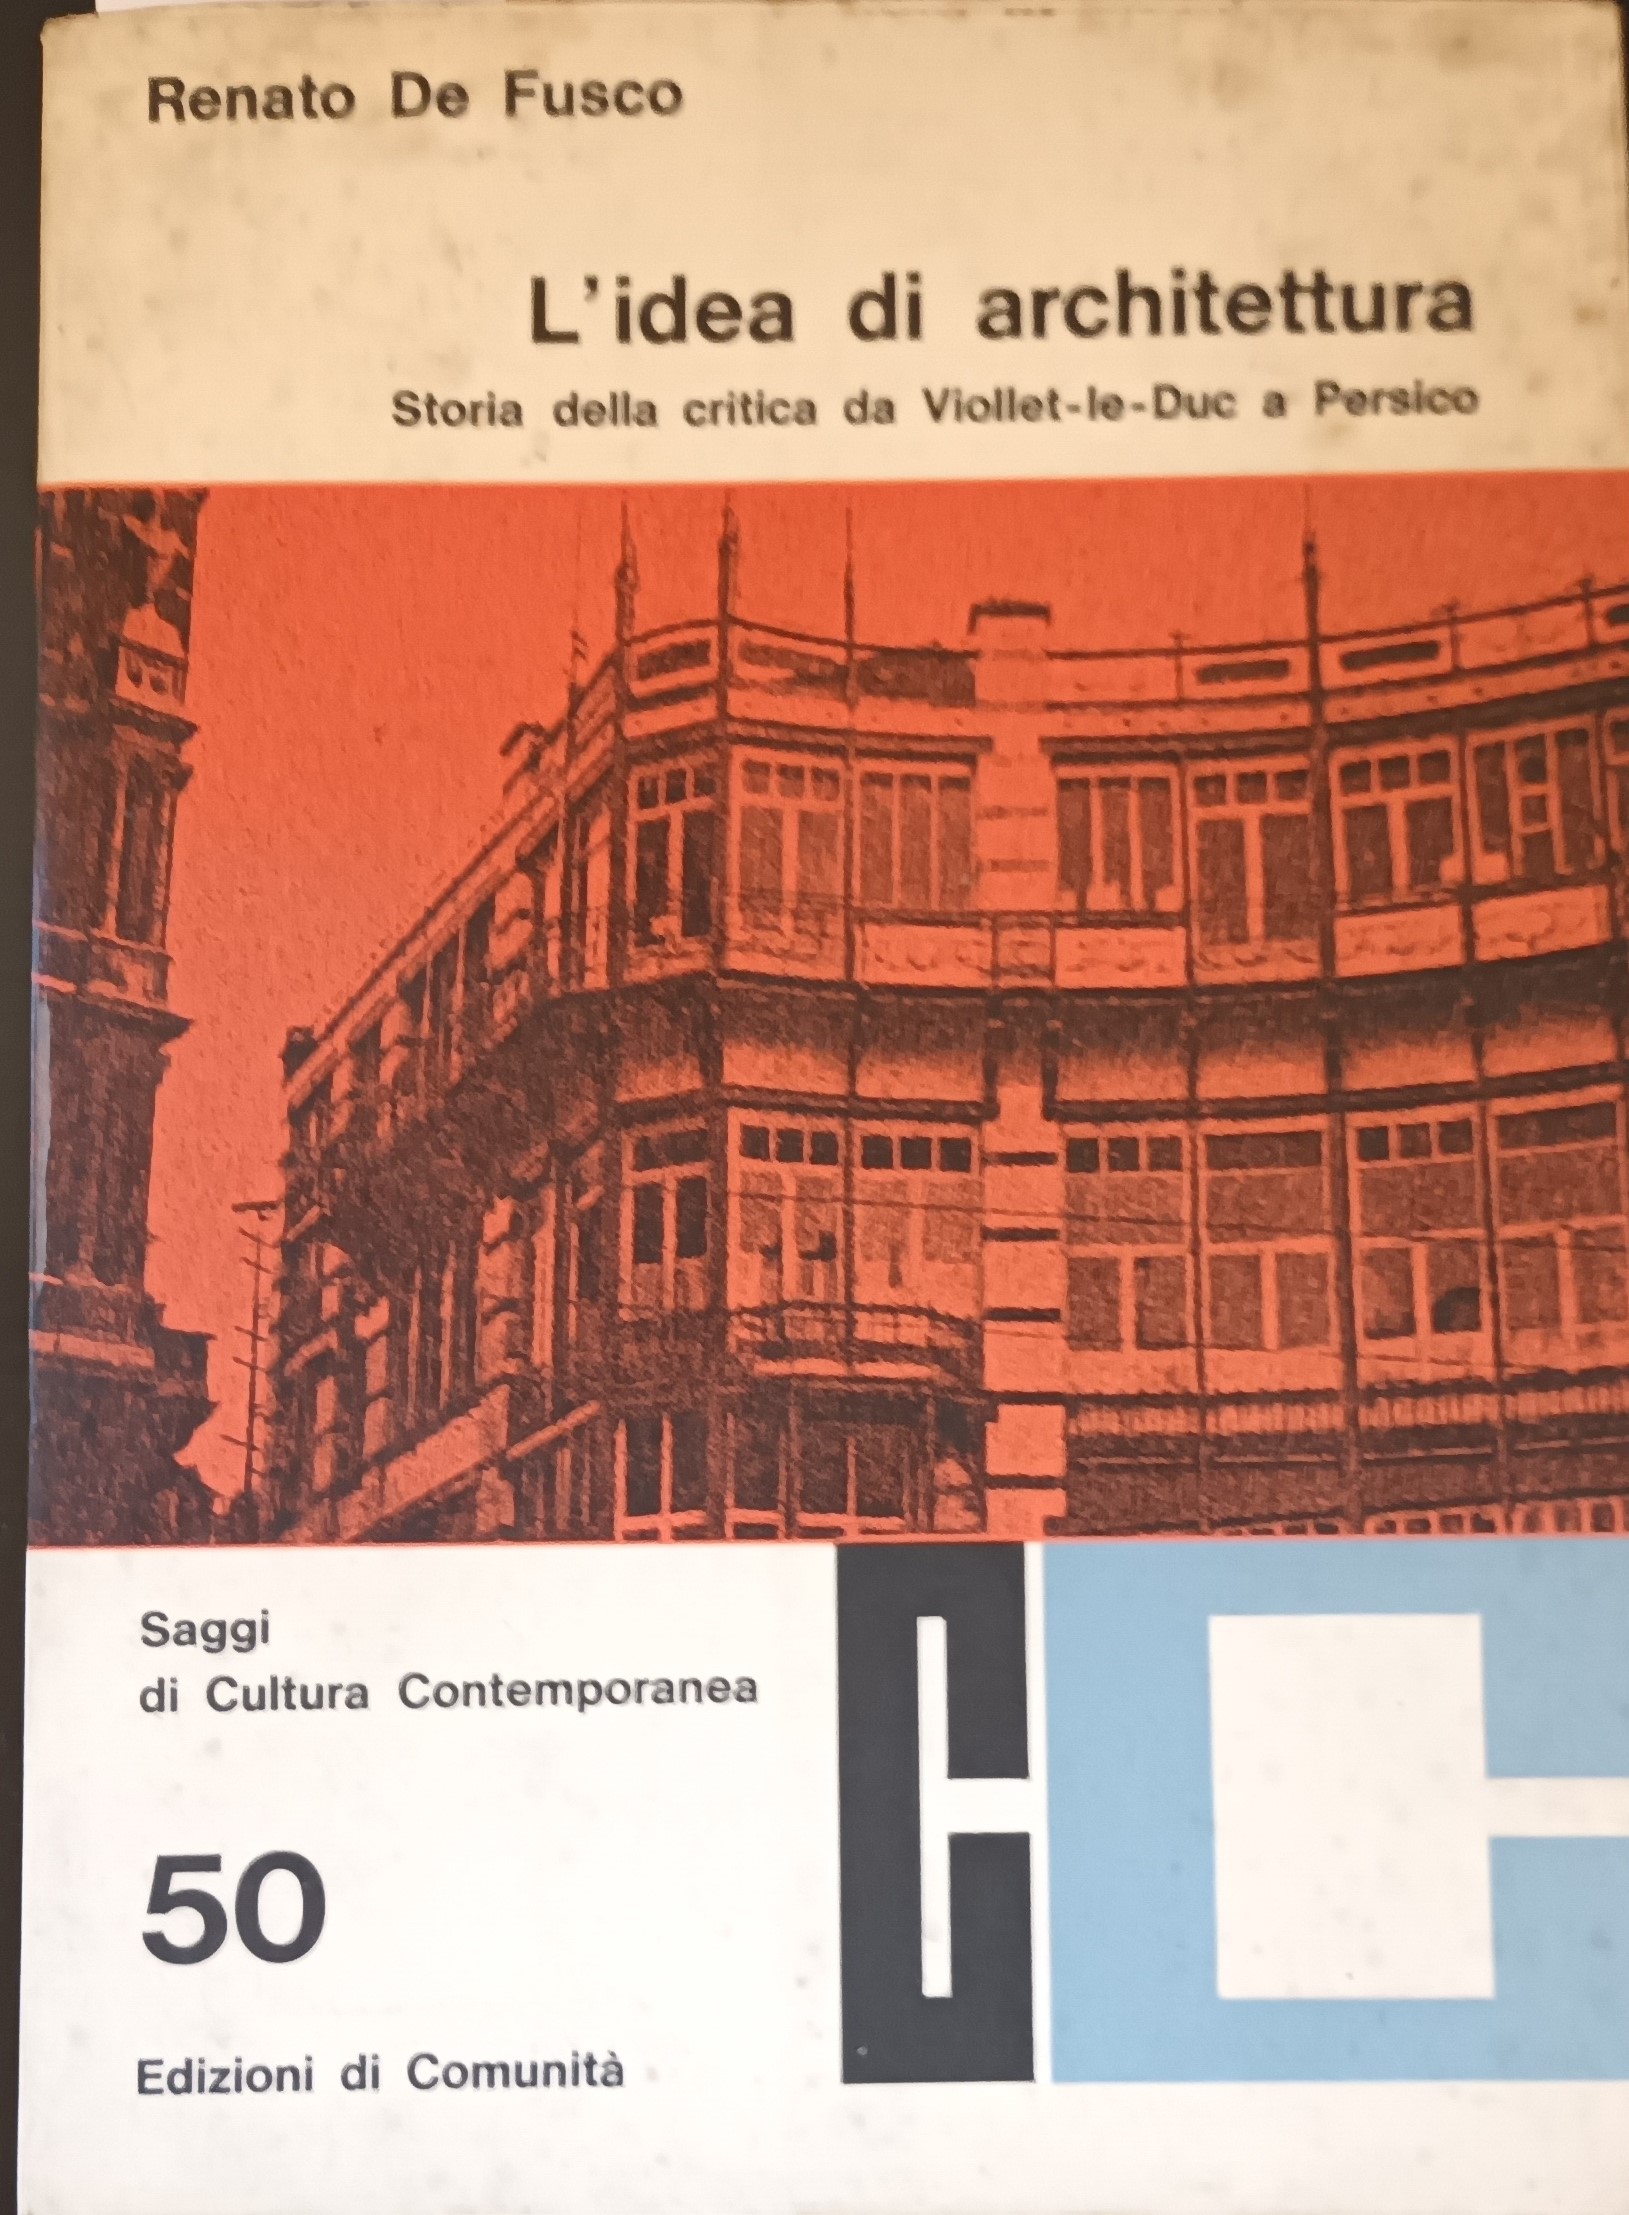 Renato De Fusco
L'idea di architettura
Storia della critica da Viollet-le-Duc a Persico
Saggi
di Cultura Contemporanea
50
Edizioni di Comunità